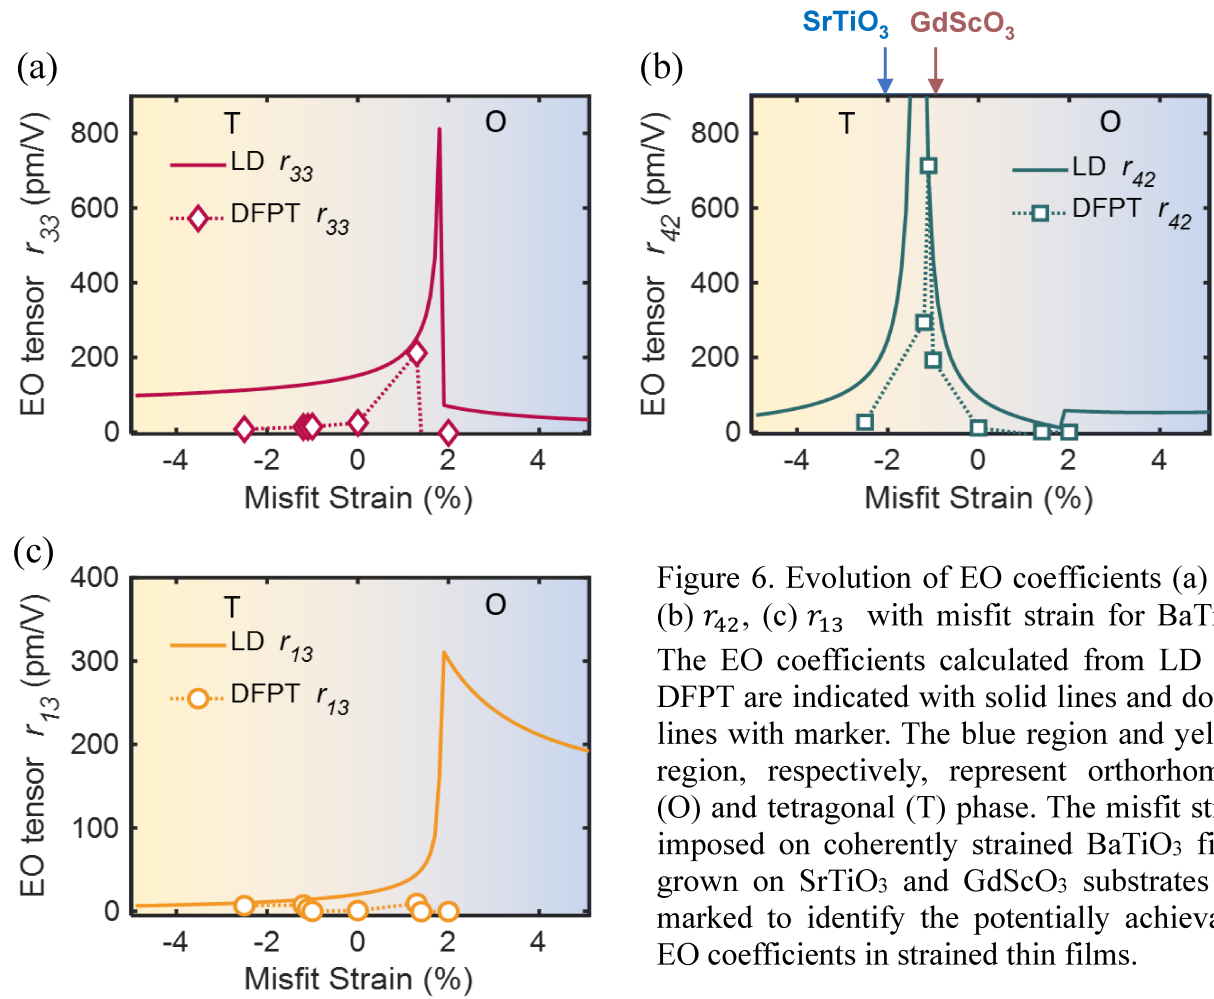 SrTiO3 GdScO3
(a)
EO tensor r33 (pm/V)
800
600
400
200
0
T O
LD r33
DFPT r33
-4 -2 0 2 4
Misfit Strain (%)
(b)
EO tensor r42 (pm/V)
800
600
400
200
0
T O
LD r42
DFPT r42
-4 -2 0 2 4
Misfit Strain (%)
(c)
EO tensor r13 (pm/V)
400
300
200
100
0
T O
LD r13
DFPT r13
-4 -2 0 2 4
Misfit Strain (%)
Figure 6. Evolution of EO coefficients (a)
(b) r42, (c) r13 with misfit strain for BaTi
The EO coefficients calculated from LD
DFPT are indicated with solid lines and do
lines with marker. The blue region and yel
region, respectively, represent orthorhom
(O) and tetragonal (T) phase. The misfit st
imposed on coherently strained BaTiO3 fi
grown on SrTiO3 and GdScO3 substrates
marked to identify the potentially achieva
EO coefficients in strained thin films.